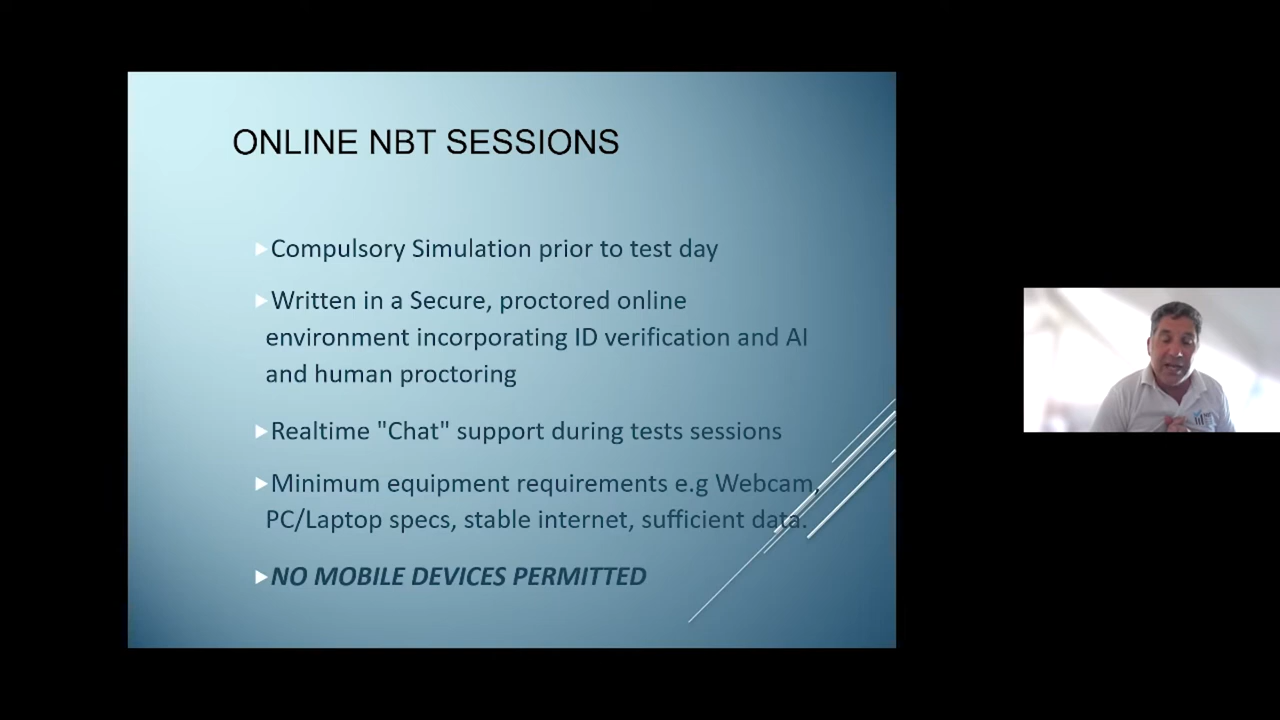 ONLINE NBT SESSIONS
Compulsory Simulation prior to test day
Written in a Secure, proctored online
environment incorporating ID verification and AI
and human proctoring
Realtime "Chat" support during tests sessions
Minimum equipment requirements e.g Webcam,
PC/Laptop specs, stable internet, sufficient data.
NO MOBILE DEVICES PERMITTED